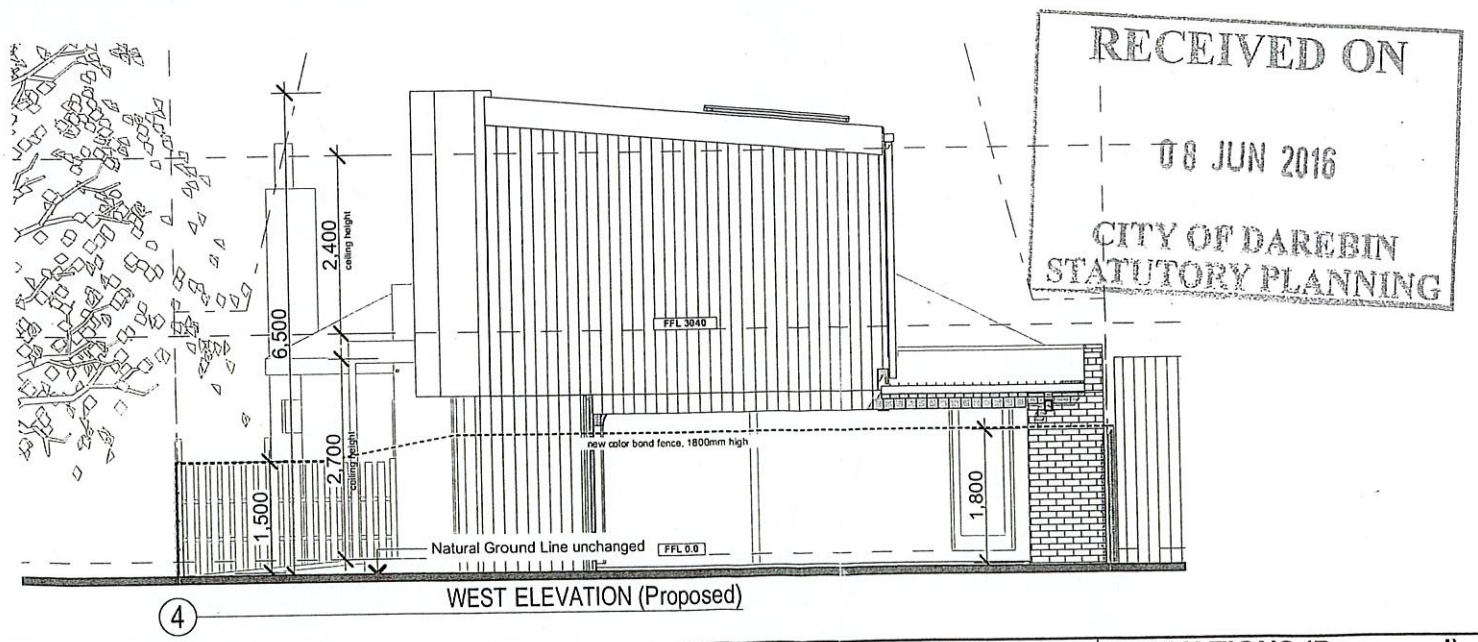 RECEIVED ON
08 JUN 2016
CITY OF DAREBIN
STATUTORY PLANNING
2,400
ceiling height
6,500
FFL 3040
new color bond fence, 1800mm high
2,700
ceiling height
1,500
1,800
Natural Ground Line unchanged
FFL 0.0
WEST ELEVATION (Proposed)
4